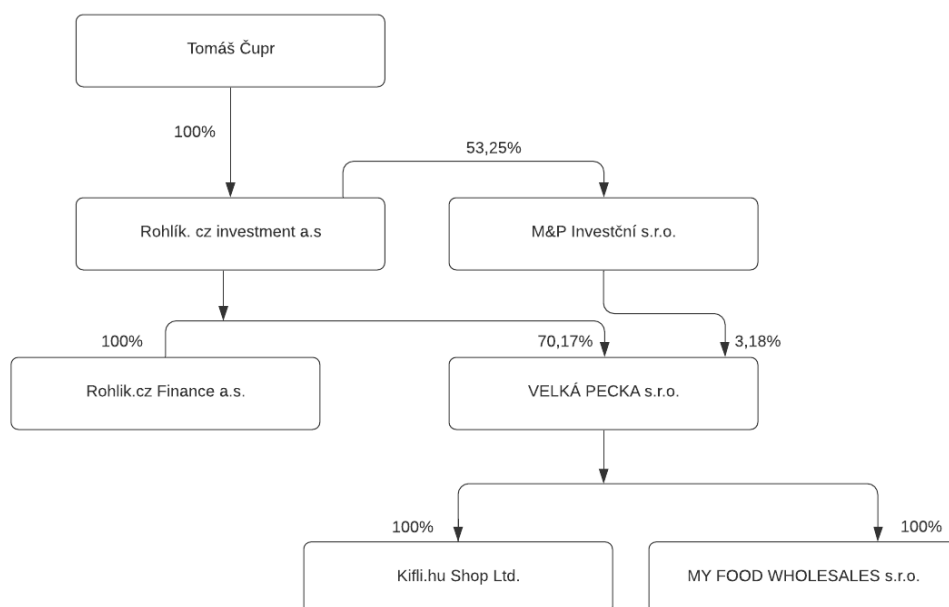 Tomáš Čupr
100%
53,25%
Rohlík. cz investment a.s
M&P Investční s.r.o.
100%
70,17%
3,18%
Rohlik.cz Finance a.s.
VELKÁ PECKA s.r.o.
100%
100%
Kifli.hu Shop Ltd.
MY FOOD WHOLESALES s.r.o.